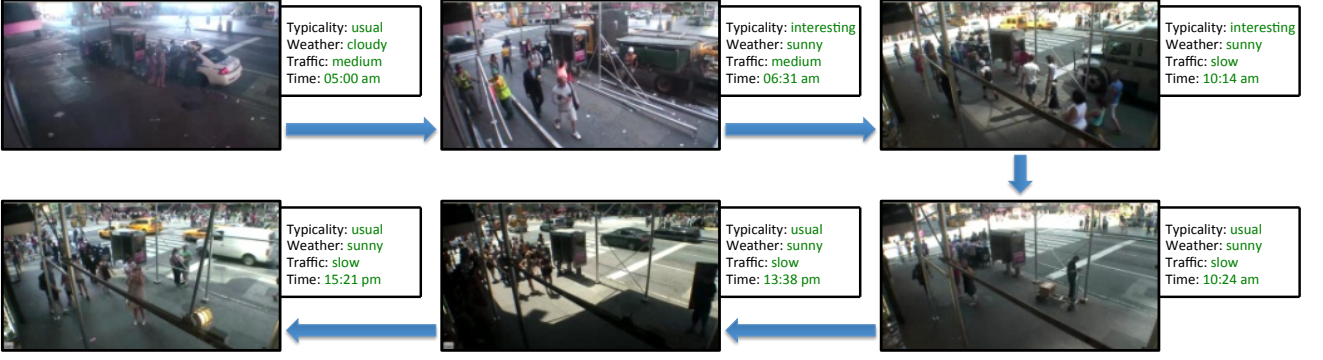 Typicality: usual
Weather: cloudy
Traffic: medium
Time: 05:00 am
Typicality: interesting
Weather: sunny
Traffic: medium
Time: 06:31 am
Typicality: interesting
Weather: sunny
Traffic: slow
Time: 10:14 am
Typicality: usual
Weather: sunny
Traffic: slow
Time: 15:21 pm
Typicality: usual
Weather: sunny
Traffic: slow
Time: 13:38 pm
Typicality: usual
Weather: sunny
Traffic: slow
Time: 10:24 am